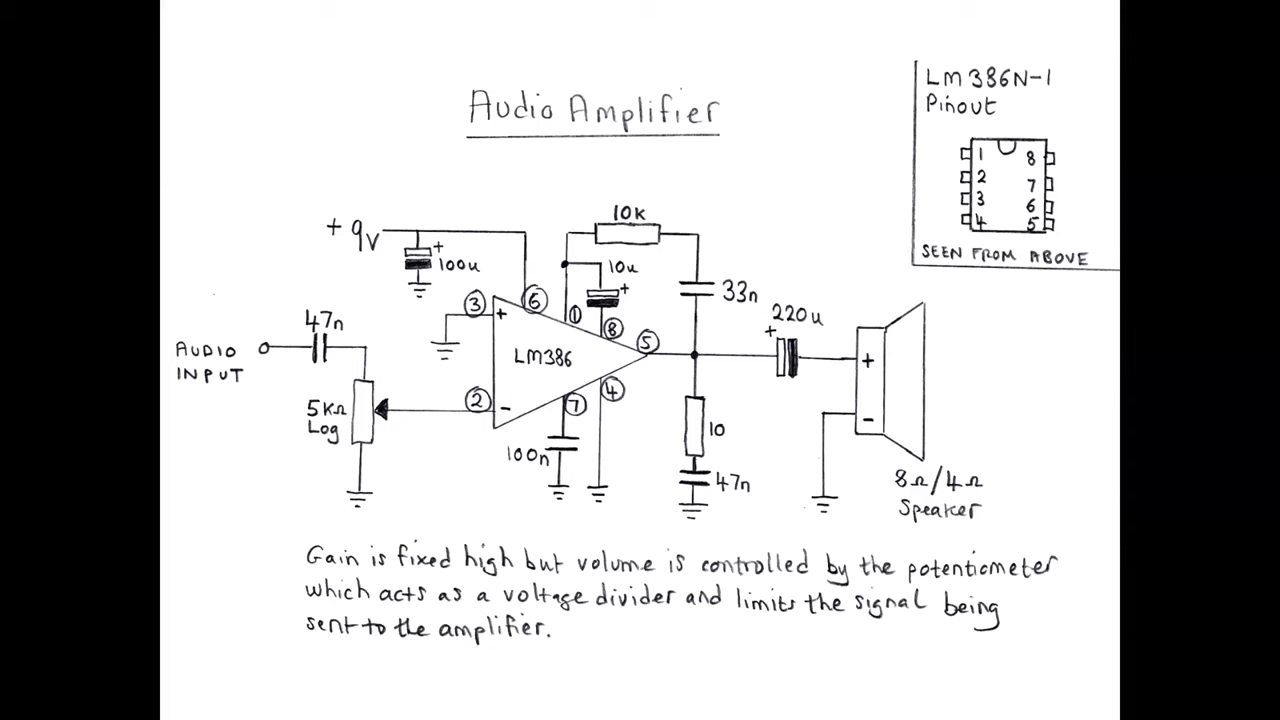 Audio Amplifier
LM386N-1
Pinout
1 8
2 7
3 6
4 5
SEEN FROM ABOVE
+9V
100u
10k
10u
33n
220u
+
+
+
+
47n
AUDIO
INPUT
5KΩ
Log
3
+
6
1
8
5
LM386
2
-
7
4
100n
10
47n
+
-
8Ω/4Ω
Speaker
Gain is fixed high but volume is controlled by the potentiometer
which acts as a voltage divider and limits the signal being
sent to the amplifier.